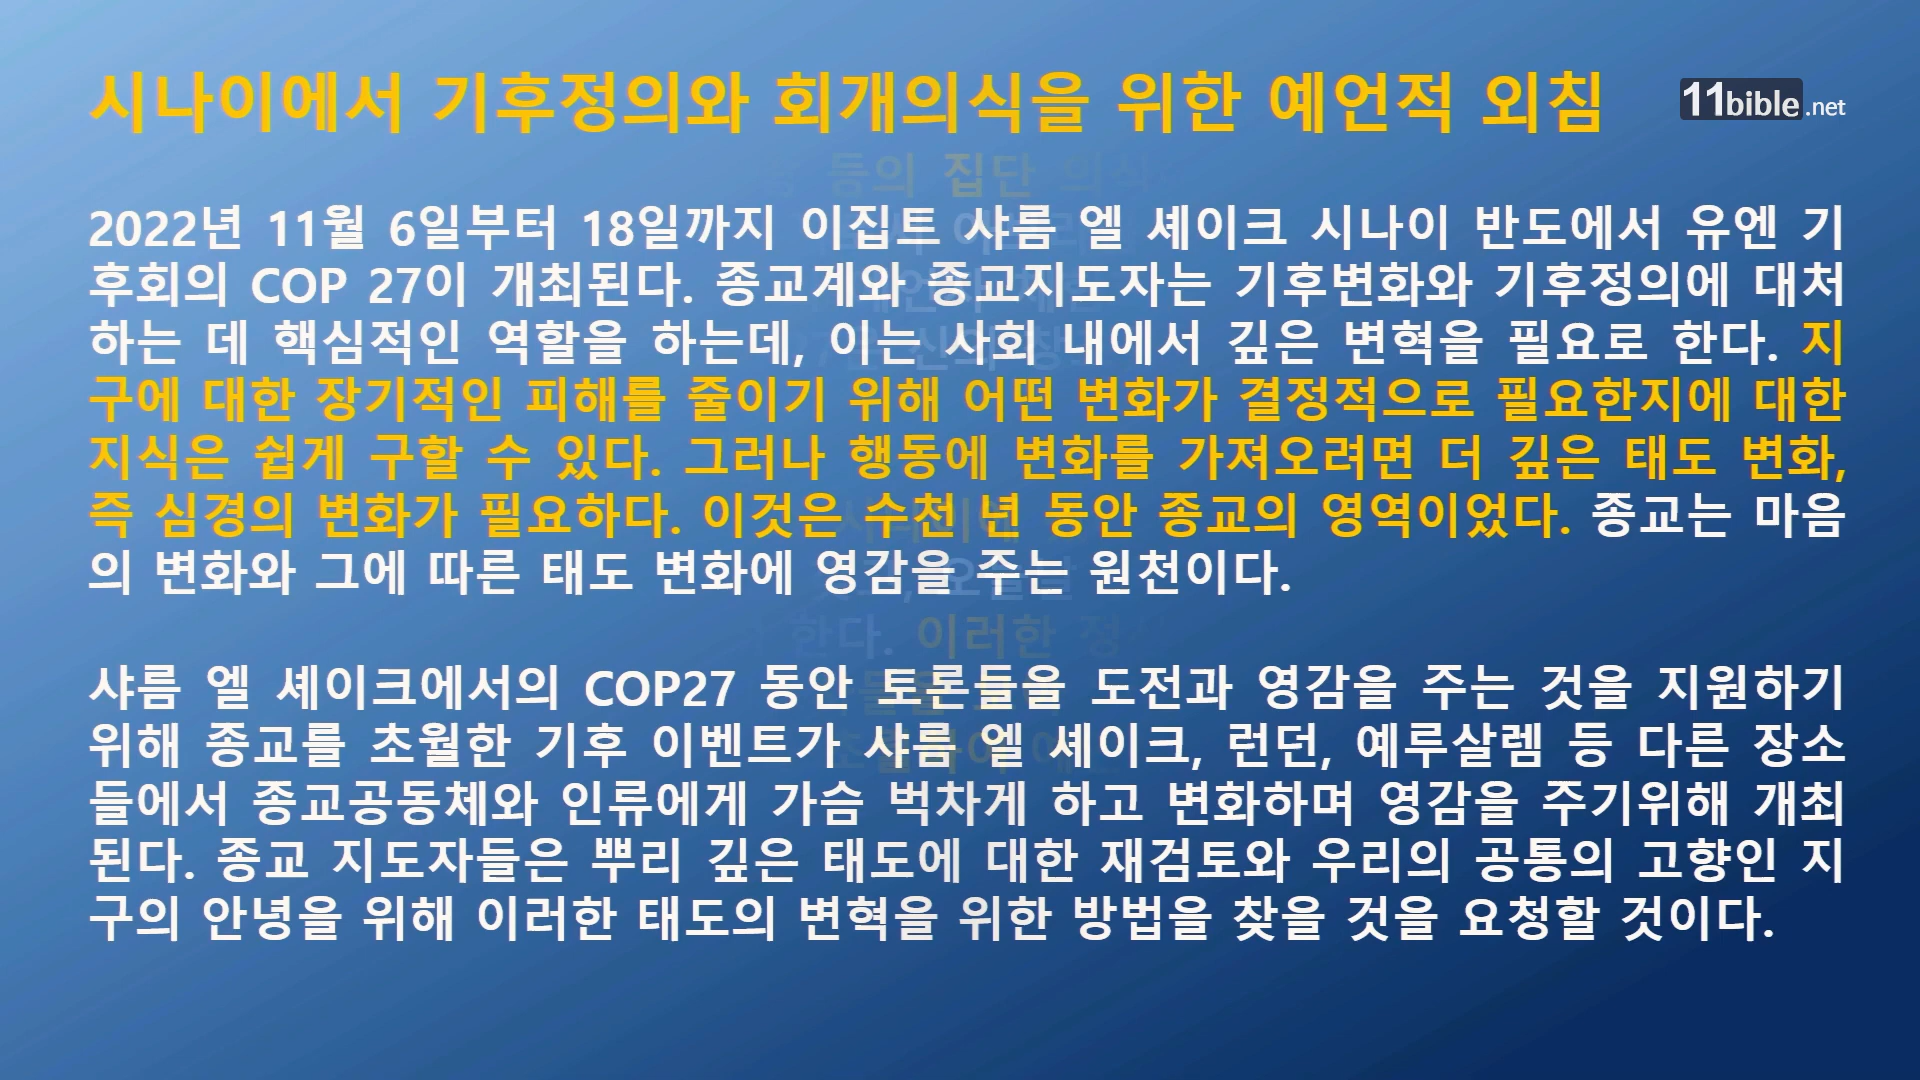 시나이에서 기후정의와 회개의식을 위한 예언적 외침
11bible.net
2022년 11월 6일부터 18일까지 이집트 샤름 엘 셰이크 시나이 반도에서 유엔 기
후회의 COP 27이 개최된다. 종교계와 종교지도자는 기후변화와 기후정의에 대처
하는 데 핵심적인 역할을 하는데, 이는 사회 내에서 깊은 변혁을 필요로 한다. 지
구에 대한 장기적인 피해를 줄이기 위해 어떤 변화가 결정적으로 필요한지에 대한
지식은 쉽게 구할 수 있다. 그러나 행동에 변화를 가져오려면 더 깊은 태도 변화,
즉 심경의 변화가 필요하다. 이것은 수천 년 동안 종교의 영역이었다. 종교는 마음
의 변화와 그에 따른 태도 변화에 영감을 주는 원천이다.
샤름 엘 셰이크에서의 COP27 동안 토론들을 도전과 영감을 주는 것을 지원하기
위해 종교를 초월한 기후 이벤트가 샤름 엘 셰이크, 런던, 예루살렘 등 다른 장소
들에서 종교공동체와 인류에게 가슴 벅차게 하고 변화하며 영감을 주기위해 개최
된다. 종교 지도자들은 뿌리 깊은 태도에 대한 재검토와 우리의 공통의 고향인 지
구의 안녕을 위해 이러한 태도의 변혁을 위한 방법을 찾을 것을 요청할 것이다.